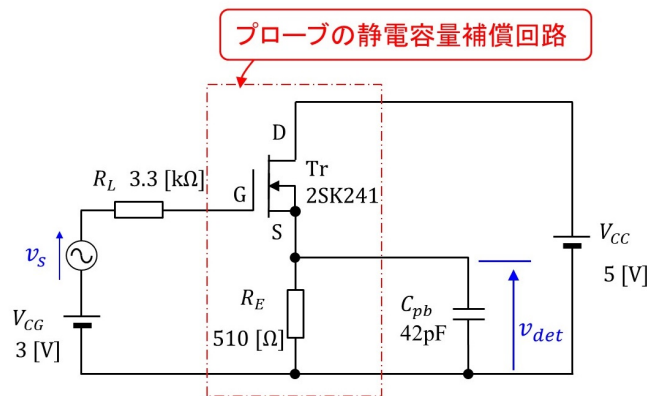 プローブの静電容量補償回路
D
R_L 3.3 [kΩ]
G
Tr
2SK241
S
v_s
V_CC
5 [V]
R_E
510 [Ω]
C_pb
42pF
v_det
V_CG
3 [V]